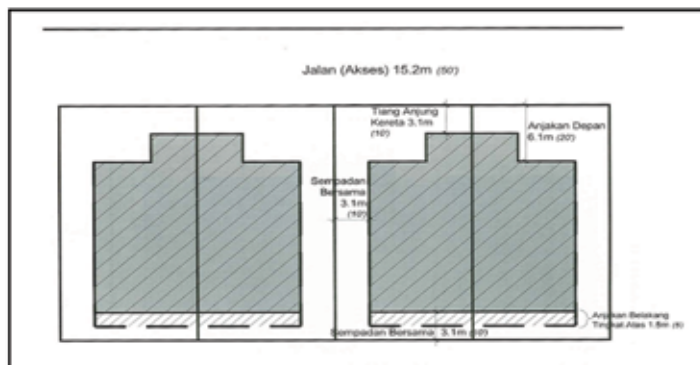 Jalan (Akses) 15.2m (50')
Tiang Anjung
Kereta 3.1m
(10')
Anjakan Depan
6.1m (20')
Sempadan
Bersama
3.1m
(10')
Anjakan Belakang
Tingkat Atas 1.8m (6')
Sempadan Bersama 3.1m (10')